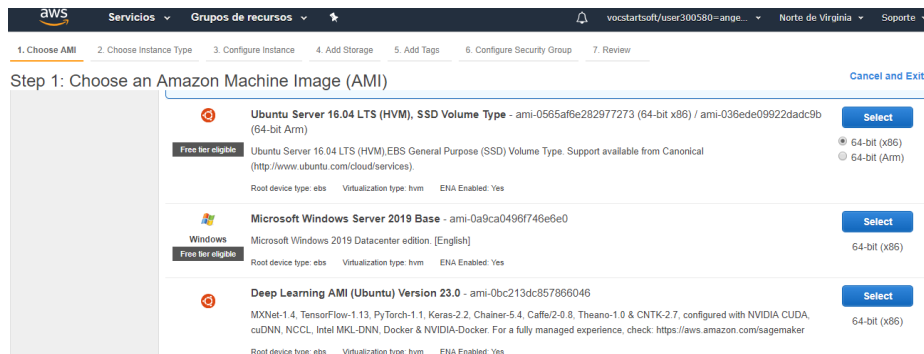 aws Servicios Grupos de recursos vocstartsoft/user300580=ange... Norte de Virginia Soporte
1. Choose AMI 2. Choose Instance Type 3. Configure Instance 4. Add Storage 5. Add Tags 6. Configure Security Group 7. Review
Step 1: Choose an Amazon Machine Image (AMI) Cancel and Exit
Ubuntu Server 16.04 LTS (HVM), SSD Volume Type - ami-0565af6e282977273 (64-bit x86) / ami-036ede09922dadc9b
(64-bit Arm)
Select
64-bit (x86)
64-bit (Arm)
Free tier eligible
Ubuntu Server 16.04 LTS (HVM),EBS General Purpose (SSD) Volume Type. Support available from Canonical
(http://www.ubuntu.com/cloud/services).
Root device type: ebs Virtualization type: hvm ENA Enabled: Yes
Microsoft Windows Server 2019 Base - ami-0a9ca0496f746e6e0
Select
Windows
Free tier eligible
Microsoft Windows 2019 Datacenter edition. [English]
64-bit (x86)
Root device type: ebs Virtualization type: hvm ENA Enabled: Yes
Deep Learning AMI (Ubuntu) Version 23.0 - ami-0bc213dc857866046
Select
MXNet-1.4, TensorFlow-1.13, PyTorch-1.1, Keras-2.2, Chainer-5.4, Caffe/2-0.8, Theano-1.0 & CNTK-2.7, configured with NVIDIA CUDA,
cuDNN, NCCL, Intel MKL-DNN, Docker & NVIDIA-Docker. For a fully managed experience, check: https://aws.amazon.com/sagemaker
64-bit (x86)
Root device type: ebs Virtualization type: hvm ENA Enabled: Yes